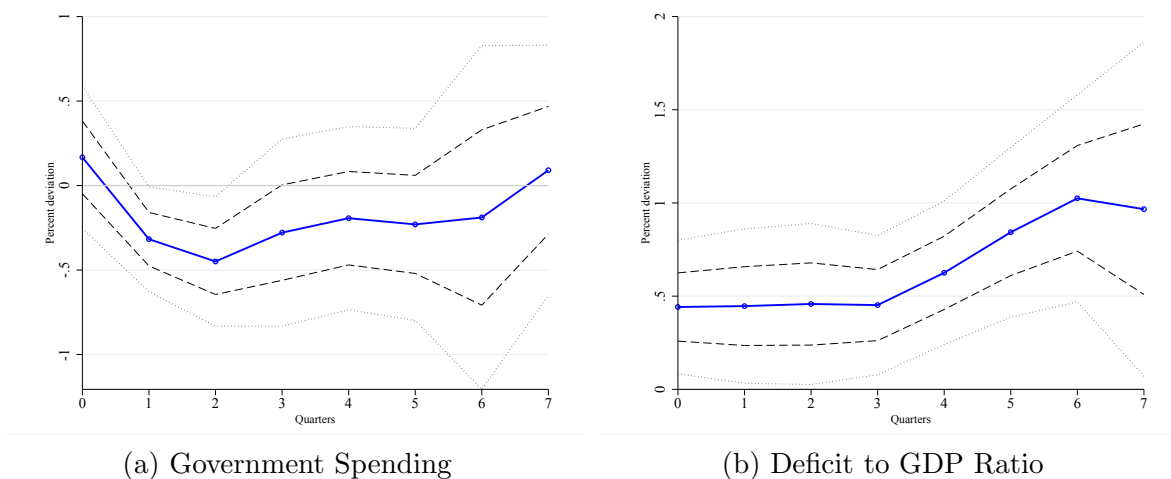 1
.5
0
-.5
-1
Percent deviation
0 1 2 3 4 5 6 7
Quarters
(a) Government Spending
2
1.5
1
.5
0
Percent deviation
0 1 2 3 4 5 6 7
Quarters
(b) Deficit to GDP Ratio